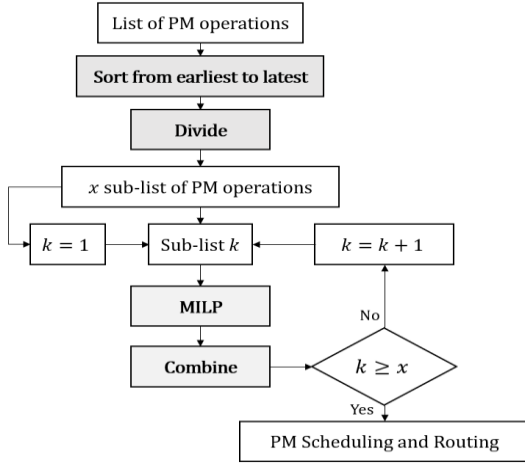 List of PM operations
Sort from earliest to latest
Divide
x sub-list of PM operations
k = 1
Sub-list k
k = k + 1
MILP
No
Combine
k ≥ x
Yes
PM Scheduling and Routing